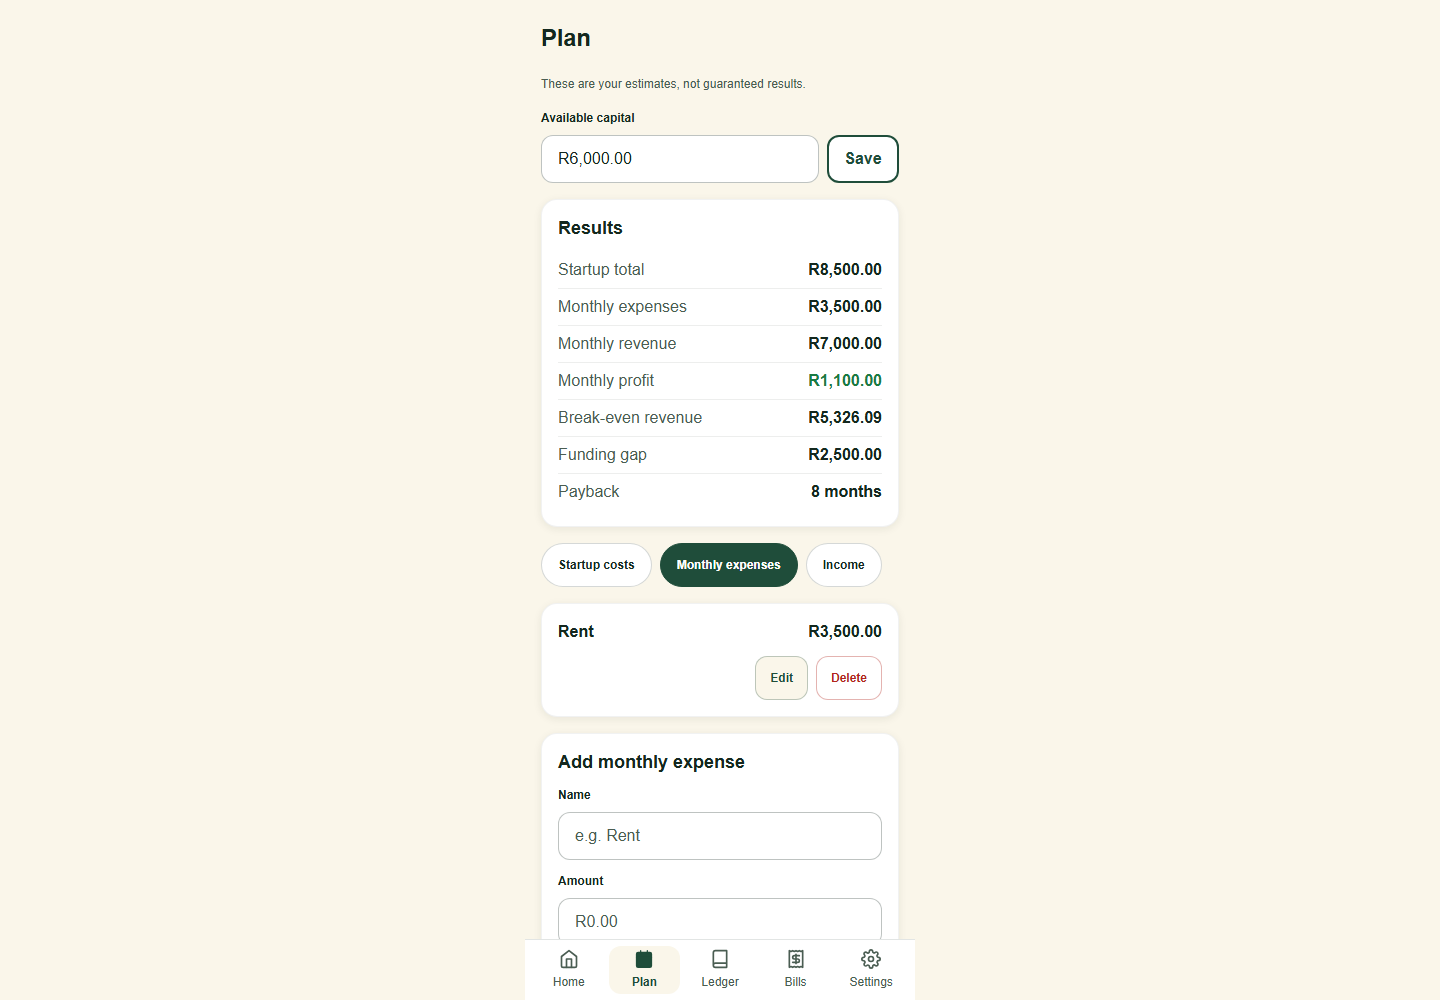 Plan
These are your estimates, not guaranteed results.
Available capital
R6,000.00 Save
Results
Startup total R8,500.00
Monthly expenses R3,500.00
Monthly revenue R7,000.00
Monthly profit R1,100.00
Break-even revenue R5,326.09
Funding gap R2,500.00
Payback 8 months
Startup costs Monthly expenses Income
Rent R3,500.00
Edit Delete
Add monthly expense
Name
e.g. Rent
Amount
R0.00
Home Plan Ledger Bills Settings